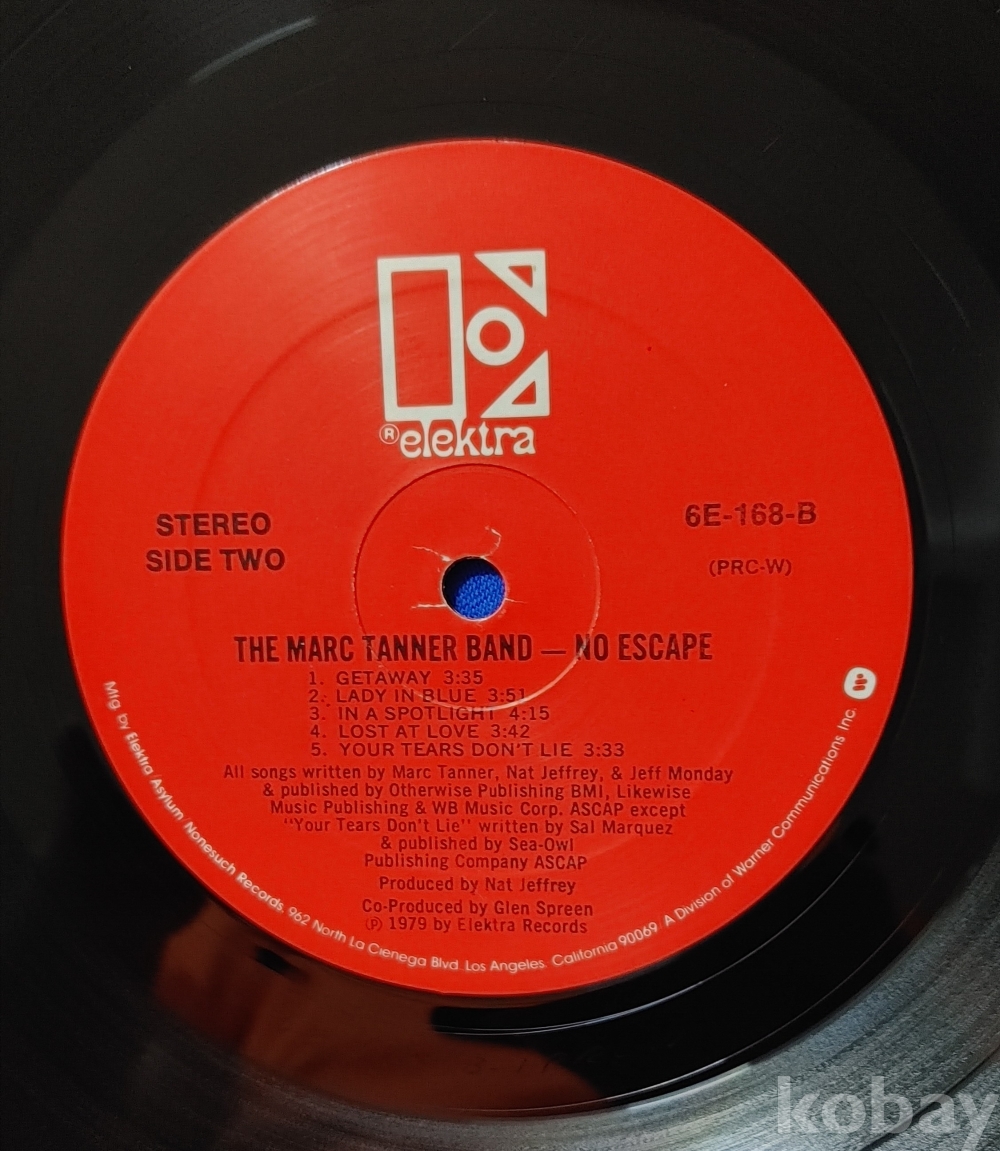 ® elektra
STEREO
SIDE TWO
6E-168-B
(PRC-W)
THE MARC TANNER BAND — NO ESCAPE
1. GETAWAY 3:35
2. LADY IN BLUE 3:51
3. IN A SPOTLIGHT 4:15
4. LOST AT LOVE 3:42
5. YOUR TEARS DON'T LIE 3:33
All songs written by Marc Tanner, Nat Jeffrey, & Jeff Monday
& published by Otherwise Publishing BMI, Likewise
Music Publishing & WB Music Corp. ASCAP except
"Your Tears Don't Lie" written by Sal Marquez
& published by Sea-Owl
Publishing Company ASCAP
Produced by Nat Jeffrey
Co-Produced by Glen Spreen
℗ 1979 by Elektra Records
Mfg by Elektra Asylum Nonesuch Records, 962 North La Cienega Blvd. Los Angeles. California 90069 A Division of Warner Communications Inc.
kobay